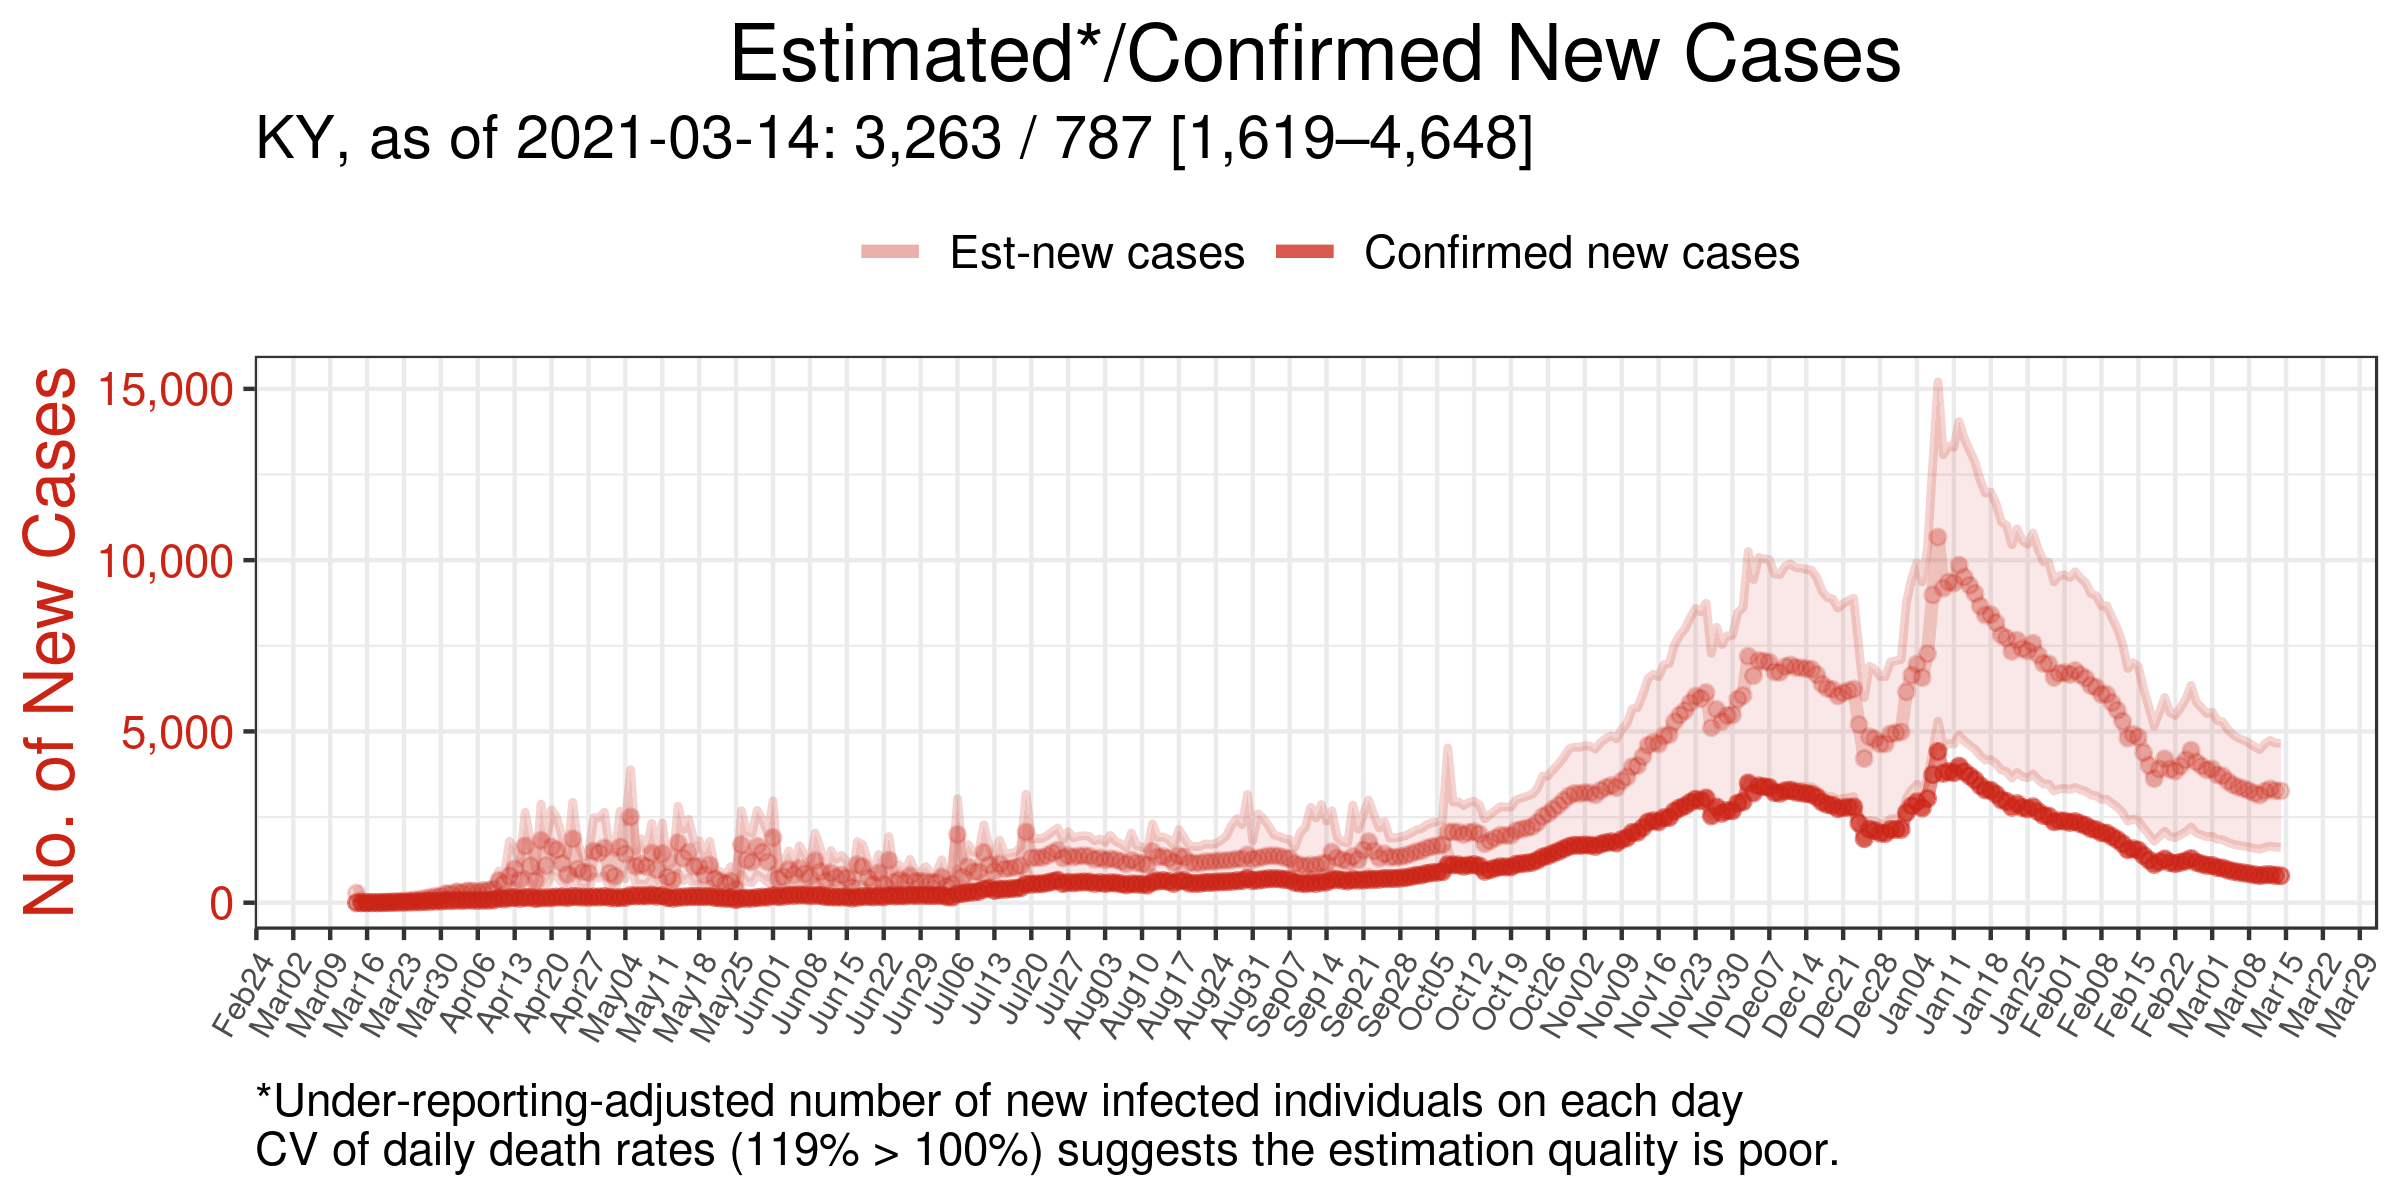 Estimated*/Confirmed New Cases
KY, as of 2021-03-14: 3,263 / 787 [1,619–4,648]
Est-new cases Confirmed new cases
No. of New Cases
15,000
10,000
5,000
0
Feb24 Mar02 Mar09 Mar16 Mar23 Mar30 Apr06 Apr13 Apr20 Apr27 May04 May11 May18 May25 Jun01 Jun08 Jun15 Jun22 Jun29 Jul06 Jul13 Jul20 Jul27 Aug03 Aug10 Aug17 Aug24 Aug31 Sep07 Sep14 Sep21 Sep28 Oct05 Oct12 Oct19 Oct26 Nov02 Nov09 Nov16 Nov23 Nov30 Dec07 Dec14 Dec21 Dec28 Jan04 Jan11 Jan18 Jan25 Feb01 Feb08 Feb15 Feb22 Mar01 Mar08 Mar15 Mar22 Mar29
*Under-reporting-adjusted number of new infected individuals on each day
CV of daily death rates (119% > 100%) suggests the estimation quality is poor.